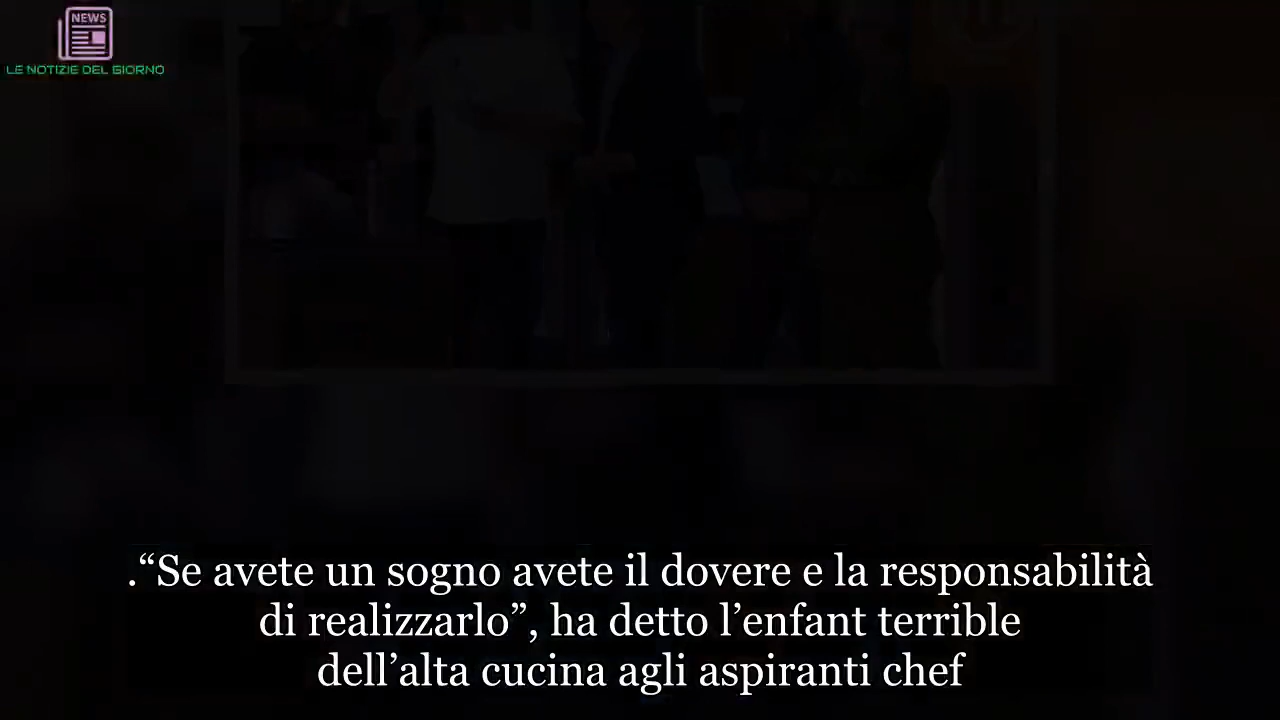 NEWS
LE NOTIZIE DEL GIORNO
.“Se avete un sogno avete il dovere e la responsabilità
di realizzarlo”, ha detto l’enfant terrible
dell’alta cucina agli aspiranti chef